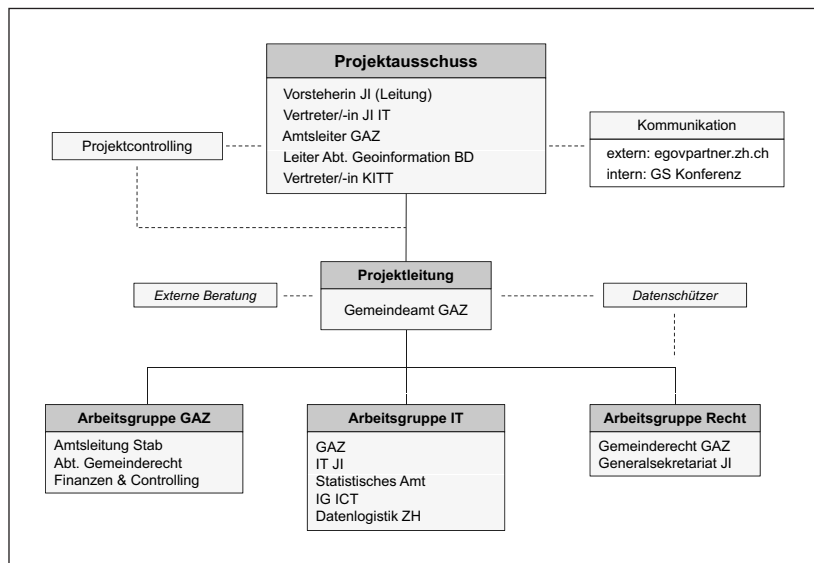 Projektausschuss
Vorsteherin JI (Leitung)
Vertreter/-in JI IT
Amtsleiter GAZ
Leiter Abt. Geoinformation BD
Vertreter/-in KITT
Projektcontrolling
Kommunikation
extern: egovpartner.zh.ch
intern: GS Konferenz
Projektleitung
Gemeindeamt GAZ
Externe Beratung
Datenschützer
Arbeitsgruppe GAZ
Amtsleitung Stab
Abt. Gemeinderecht
Finanzen & Controlling
Arbeitsgruppe IT
GAZ
IT JI
Statistisches Amt
IG ICT
Datenlogistik ZH
Arbeitsgruppe Recht
Gemeinderecht GAZ
Generalsekretariat JI